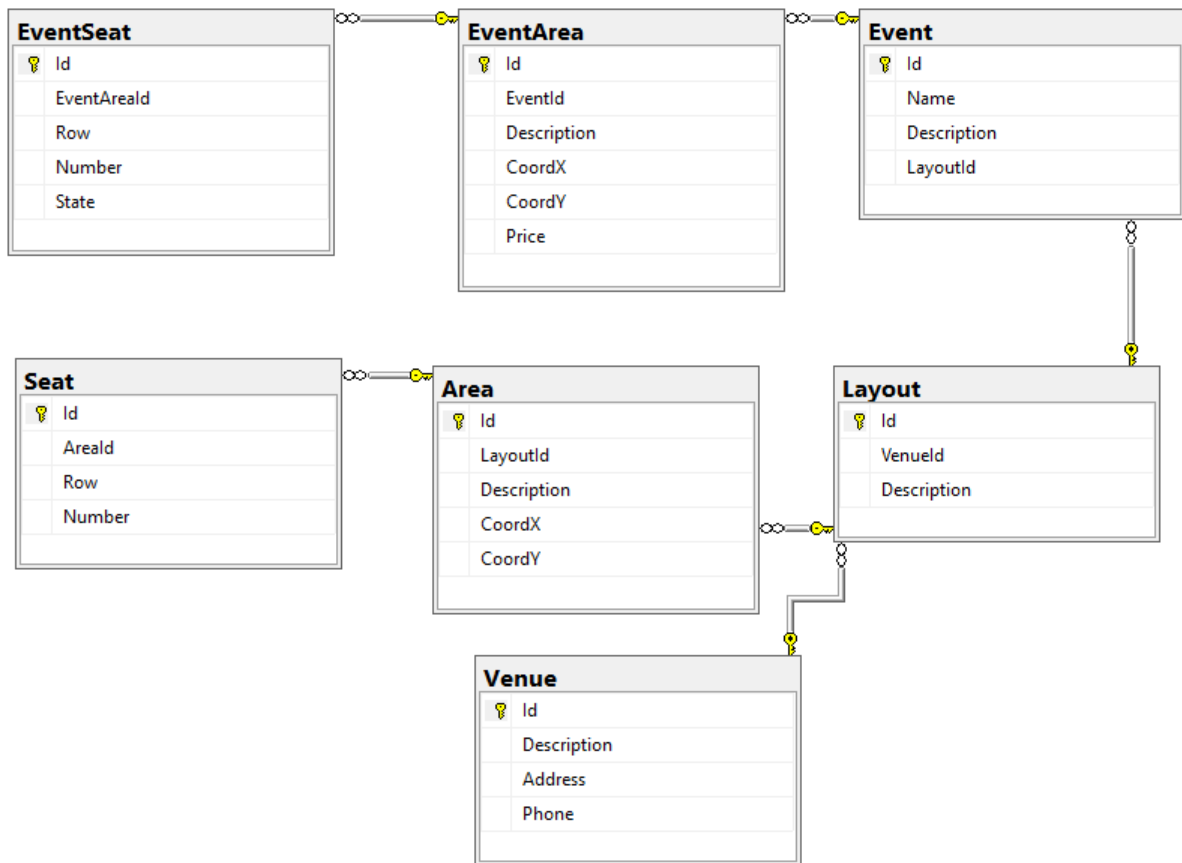 EventSeat
Id
EventAreaId
Row
Number
State
EventArea
Id
EventId
Description
CoordX
CoordY
Price
Event
Id
Name
Description
LayoutId
Seat
Id
AreaId
Row
Number
Area
Id
LayoutId
Description
CoordX
CoordY
Layout
Id
VenueId
Description
Venue
Id
Description
Address
Phone